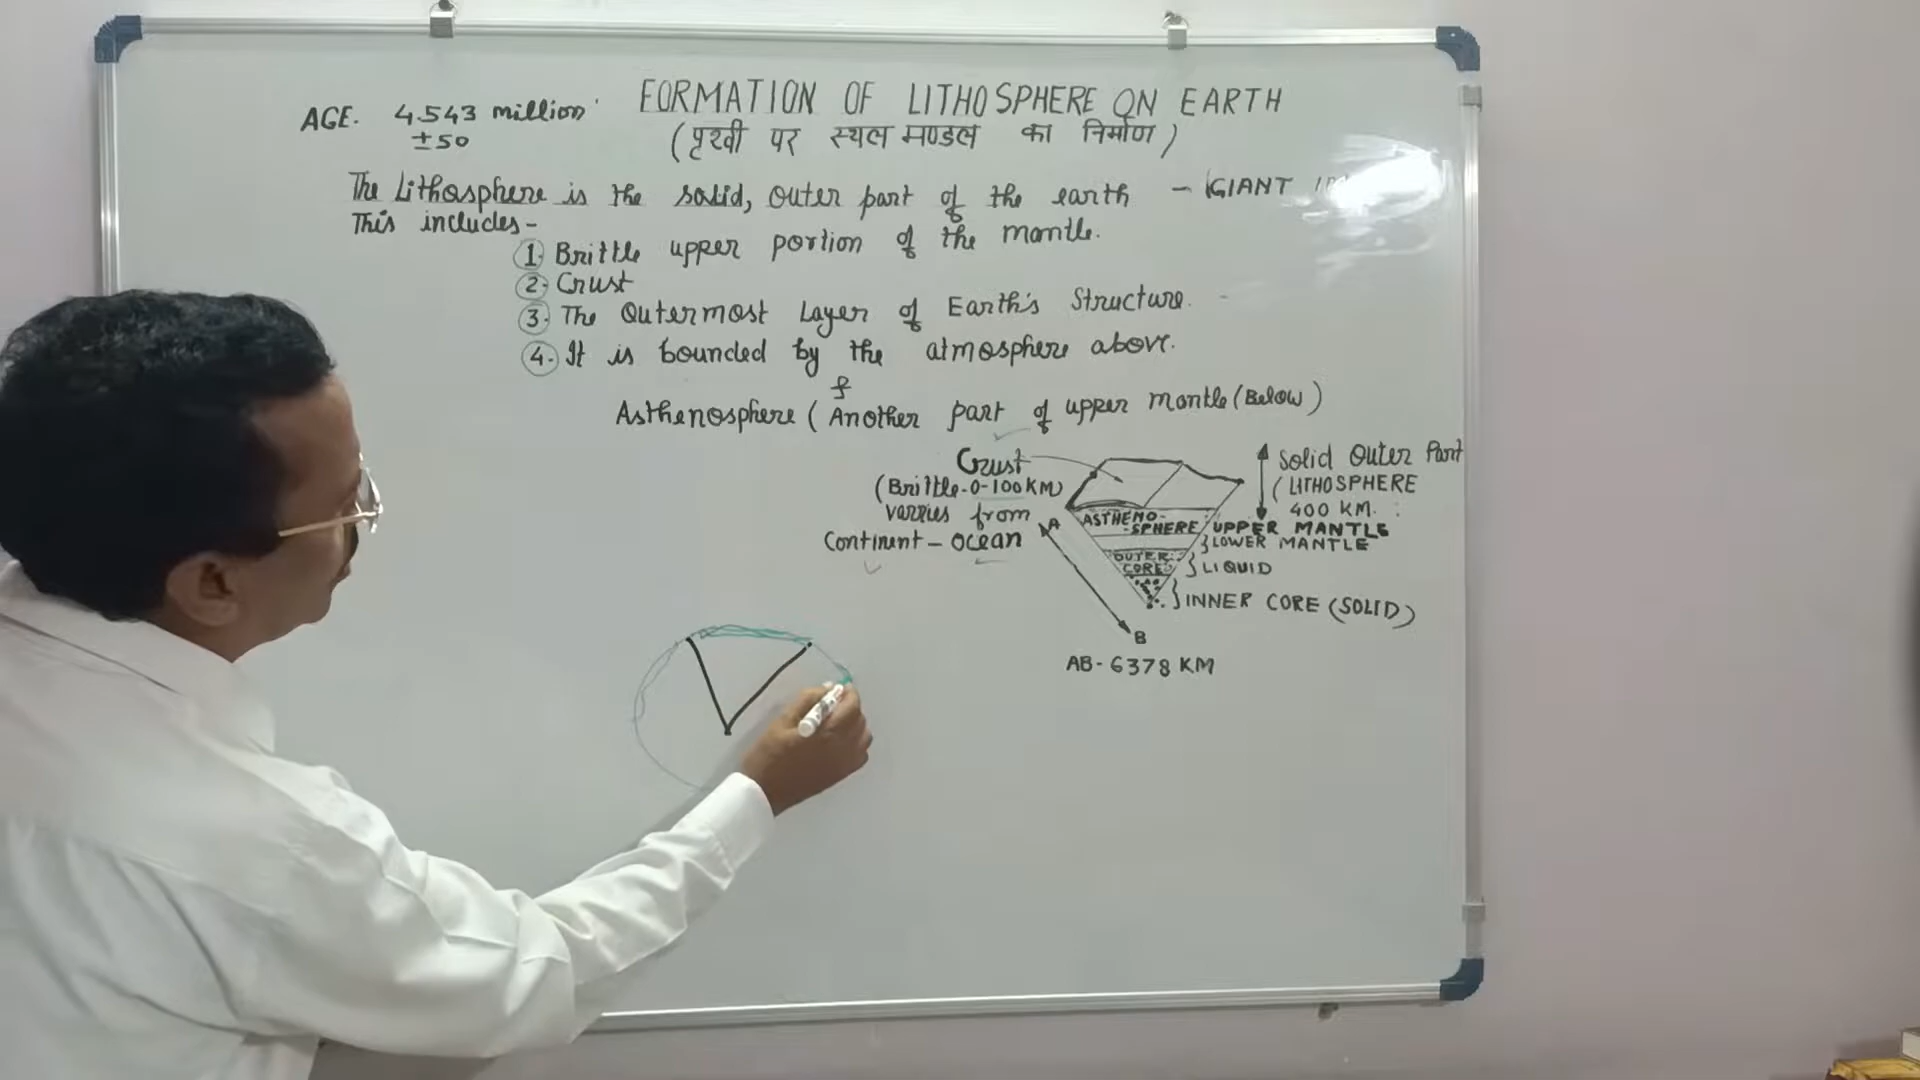 AGE. 4.543 million
±50
FORMATION OF LITHOSPHERE ON EARTH
(पृथ्वी पर स्थल मण्डल का निर्माण)
The Lithosphere is the solid, outer part of the earth - GIANT
This includes-
1. Brittle upper portion of the mantle.
2. Crust
3. The Outermost Layer of Earth's Structure.
4. It is bounded by the atmosphere above.
&
Asthenosphere (Another part of upper mantle (Below)
Crust
(Brittle-0-100KM)
varries from
Continent - ocean
Solid Outer Part
(LITHOSPHERE
400 KM.
A
ASTHENO-
-SPHERE
UPPER MANTLE
LOWER MANTLE
OUTER
CORE
LIQUID
INNER CORE (SOLID)
B
AB- 6378 KM